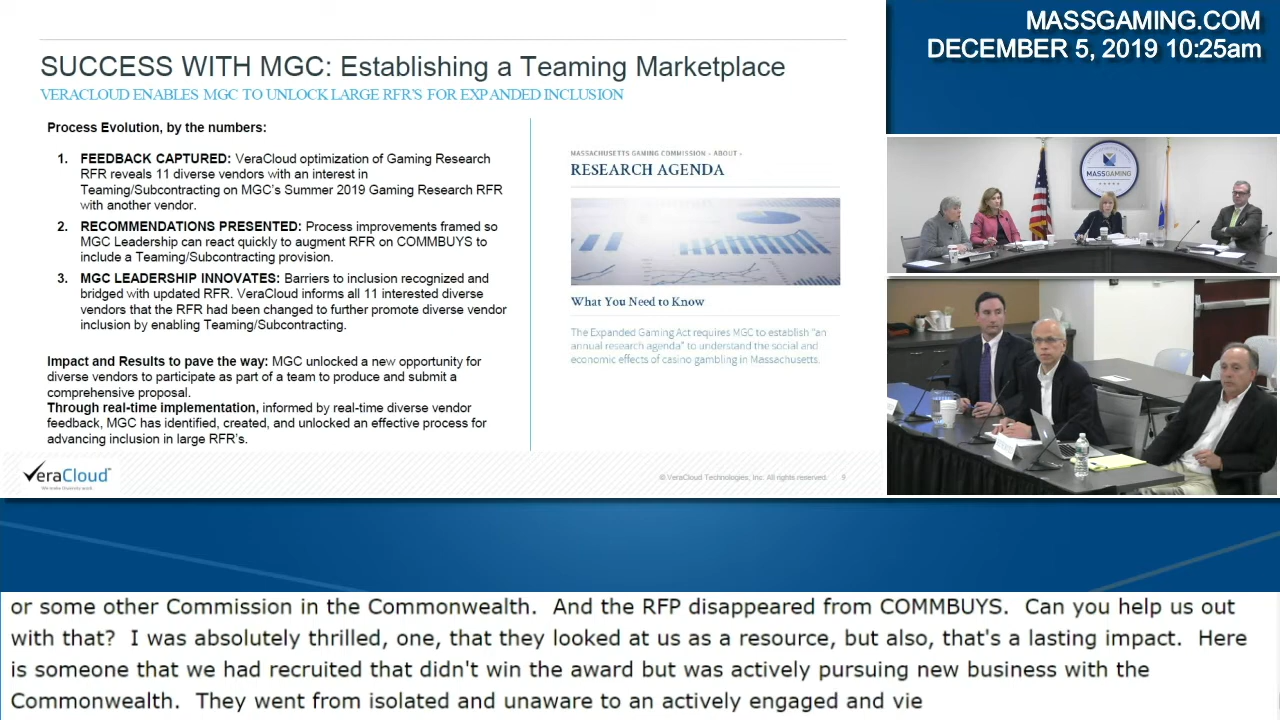 MASSGAMING.COM
DECEMBER 5, 2019 10:25am
SUCCESS WITH MGC: Establishing a Teaming Marketplace
VERACLOUD ENABLES MGC TO UNLOCK LARGE RFR'S FOR EXPANDED INCLUSION
Process Evolution, by the numbers:
1. FEEDBACK CAPTURED: VeraCloud optimization of Gaming Research
RFR reveals 11 diverse vendors with an interest in
Teaming/Subcontracting on MGC's Summer 2019 Gaming Research RFR
with another vendor.
2. RECOMMENDATIONS PRESENTED: Process improvements framed so
MGC Leadership can react quickly to augment RFR on COMMBUYS to
include a Teaming/Subcontracting provision.
3. MGC LEADERSHIP INNOVATES: Barriers to inclusion recognized and
bridged with updated RFR. VeraCloud informs all 11 interested diverse
vendors that the RFR had been changed to further promote diverse vendor
inclusion by enabling Teaming/Subcontracting.
Impact and Results to pave the way: MGC unlocked a new opportunity for
diverse vendors to participate as part of a team to produce and submit a
comprehensive proposal.
Through real-time implementation, informed by real-time diverse vendor
feedback, MGC has identified, created, and unlocked an effective process for
advancing inclusion in large RFR's.
MASSACHUSETTS GAMING COMMISSION - ABOUT -
RESEARCH AGENDA
What You Need to Know
The Expanded Gaming Act requires MGC to establish "an
annual research agenda" to understand the social and
economic effects of casino gambling in Massachusetts.
VeraCloud
We make Diversity work
© VeraCloud Technologies, Inc. All rights reserved. 9
MASSGAMING
or some other Commission in the Commonwealth. And the RFP disappeared from COMMBUYS. Can you help us out
with that? I was absolutely thrilled, one, that they looked at us as a resource, but also, that's a lasting impact. Here
is someone that we had recruited that didn't win the award but was actively pursuing new business with the
Commonwealth. They went from isolated and unaware to an actively engaged and vie